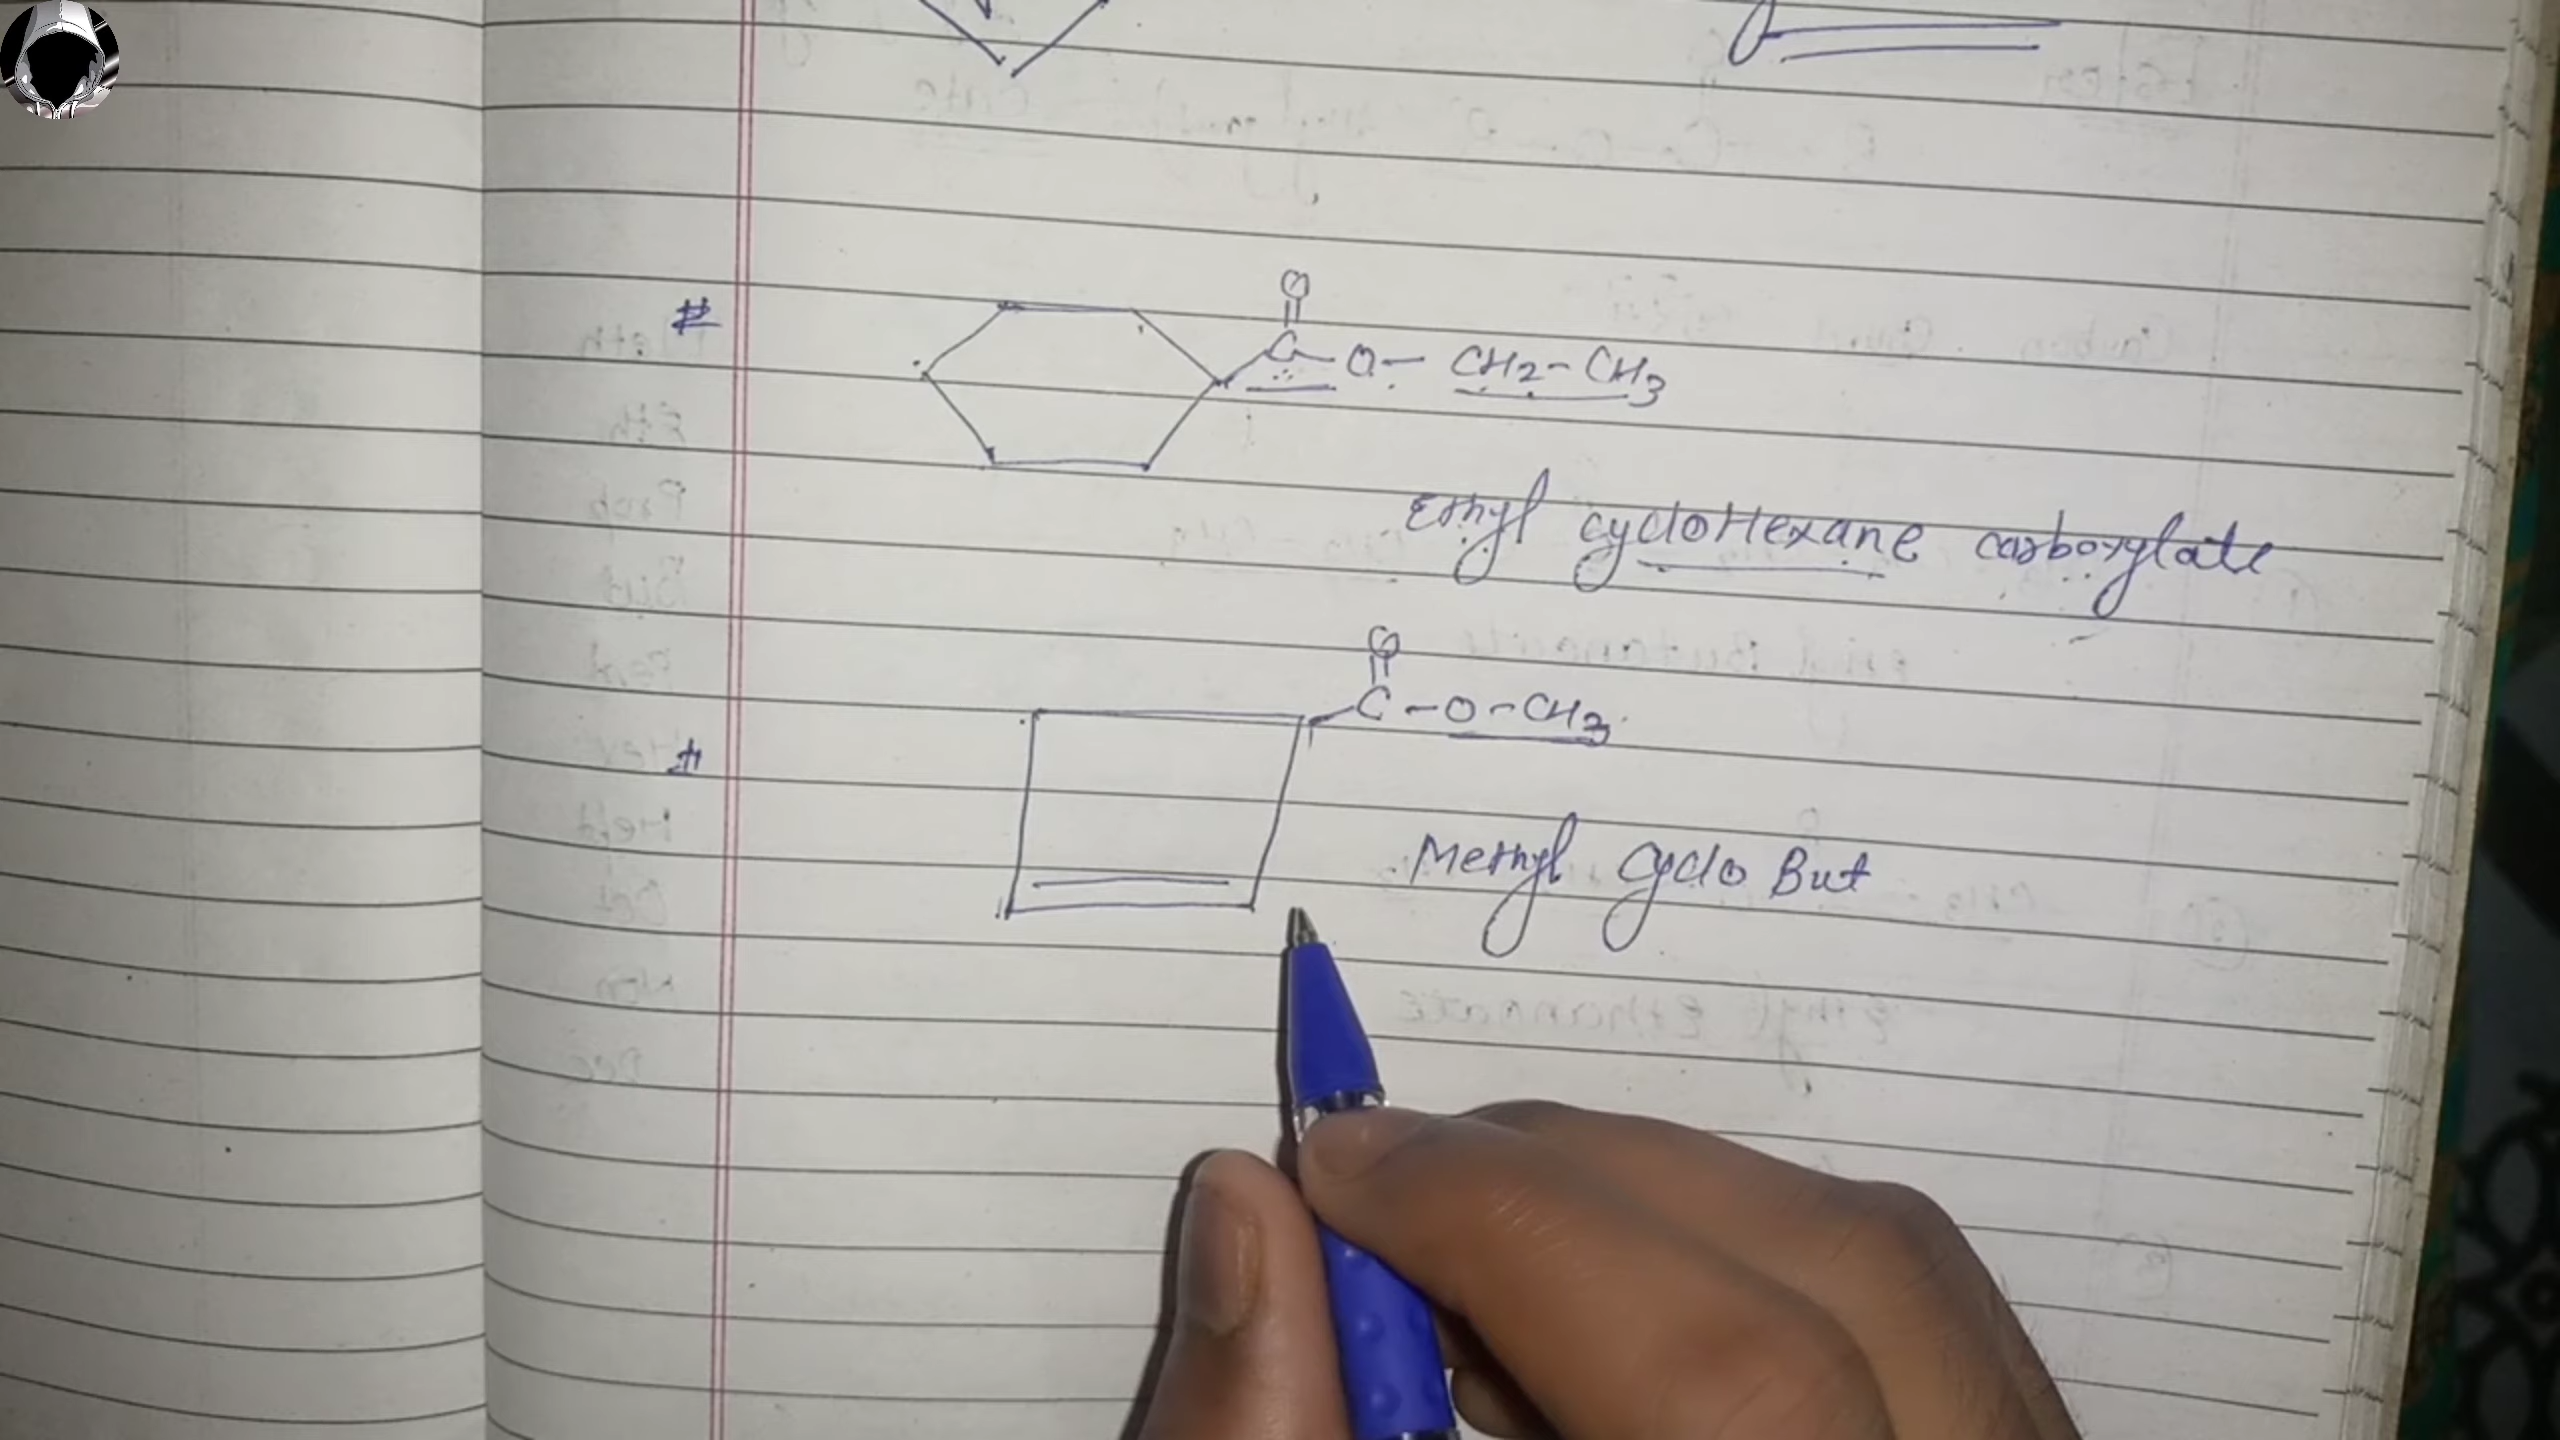 #
O
C - O - CH2 - CH3
Ethyl cycloHexane carboxylate
#
O
C - O - CH3
Methyl Cyclo But